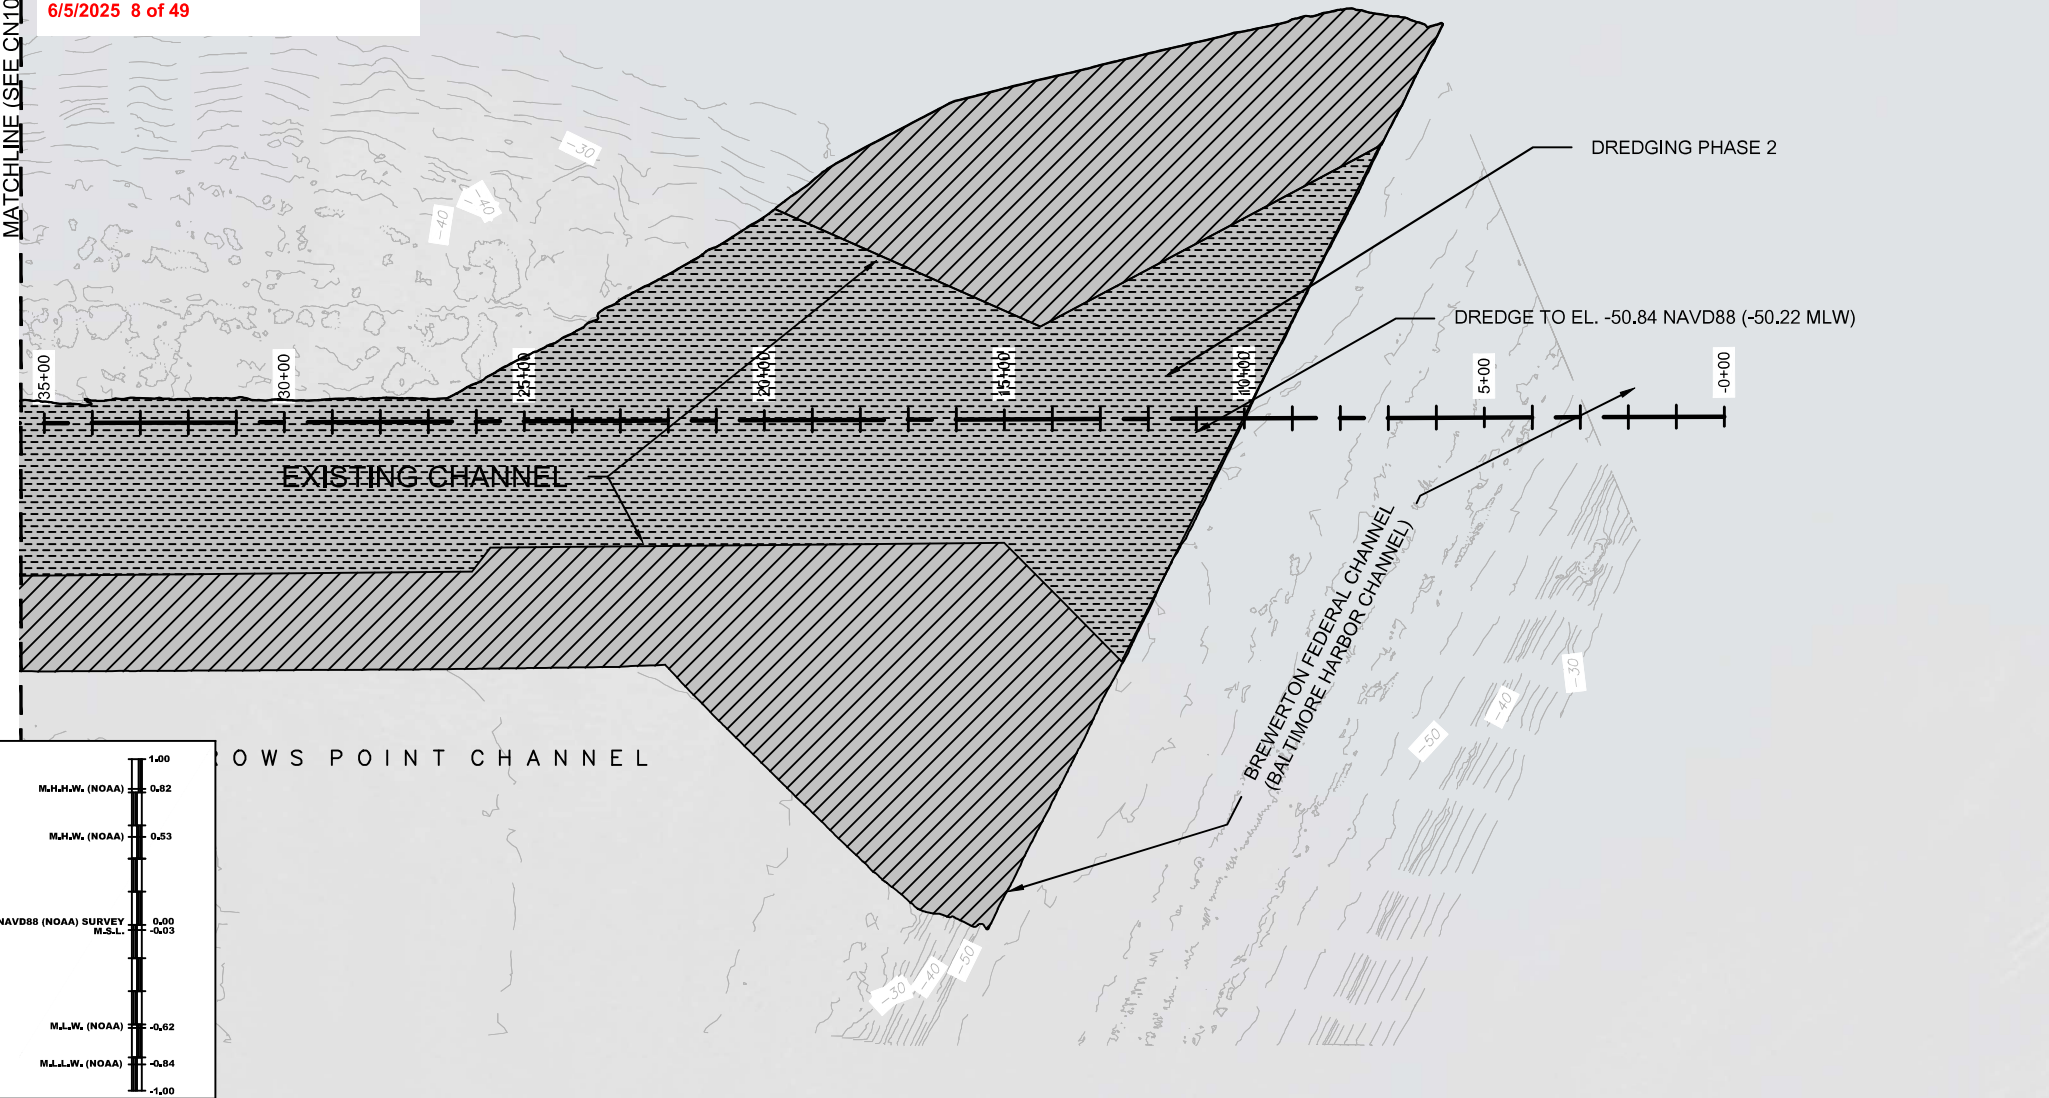 6/5/2025 8 of 49
MATCHLINE (SEE CN10
-30
-40
-40
DREDGING PHASE 2
DREDGE TO EL. -50.84 NAVD88 (-50.22 MLW)
35+00
30+00
25+00
20+00
15+00
10+00
5+00
-0+00
EXISTING CHANNEL
BREWERTON FEDERAL CHANNEL
(BALTIMORE HARBOR CHANNEL)
-30
-40
-50
OWS POINT CHANNEL
-30
-40
-50
1.00
M.H.H.W. (NOAA) 0.82
M.H.W. (NOAA) 0.53
NAVD88 (NOAA) SURVEY 0.00
M.S.L. -0.03
M.L.W. (NOAA) -0.62
M.L.L.W. (NOAA) -0.84
-1.00